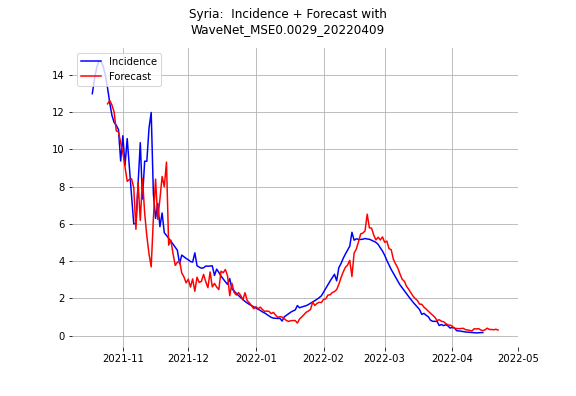 Syria:  Incidence + Forecast with
WaveNet_MSE0.0029_20220409
Incidence
Forecast
14
12
10
8
6
4
2
0
2021-11 2021-12 2022-01 2022-02 2022-03 2022-04 2022-05